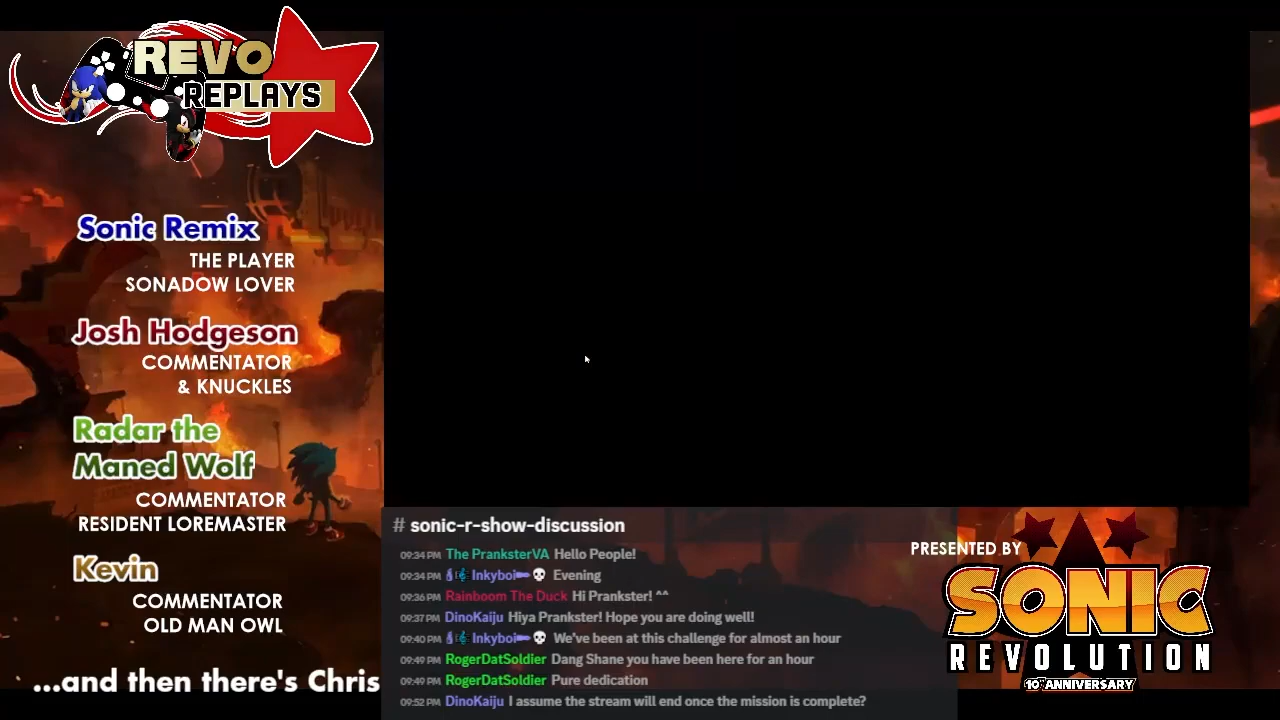 REVO
REPLAYS
Sonic Remix
THE PLAYER
SONADOW LOVER
Josh Hodgeson
COMMENTATOR
& KNUCKLES
Radar the
Maned Wolf
COMMENTATOR
RESIDENT LOREMASTER
Kevin
COMMENTATOR
OLD MAN OWL
...and then there's Chris
# sonic-r-show-discussion
09:34 PM The PranksterVA Hello People!
09:34 PM Inkyboi Evening
09:36 PM Rainboom The Duck Hi Prankster! ^^
09:37 PM DinoKaiju Hiya Prankster! Hope you are doing well!
09:40 PM Inkyboi We've been at this challenge for almost an hour
09:49 PM RogerDatSoldier Dang Shane you have been here for an hour
09:49 PM RogerDatSoldier Pure dedication
09:52 PM DinoKaiju I assume the stream will end once the mission is complete?
PRESENTED BY
SONIC
REVOLUTION
10TH ANNIVERSARY